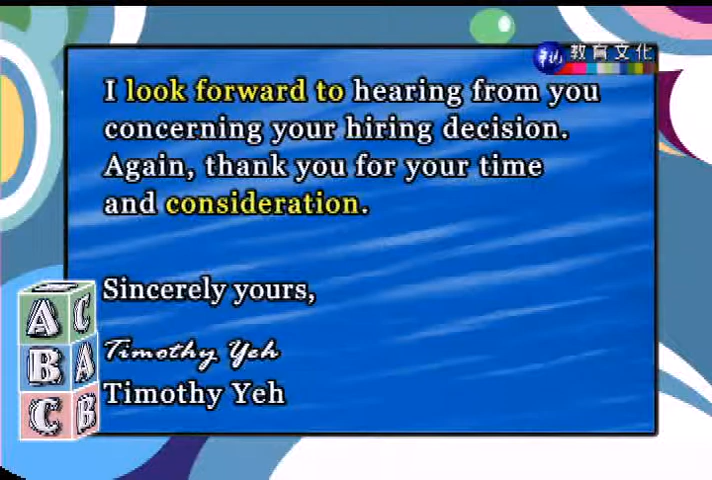 教育文化
I look forward to hearing from you
concerning your hiring decision.
Again, thank you for your time
and consideration.
Sincerely yours,
Timothy Yeh
Timothy Yeh
A C
B A
C B